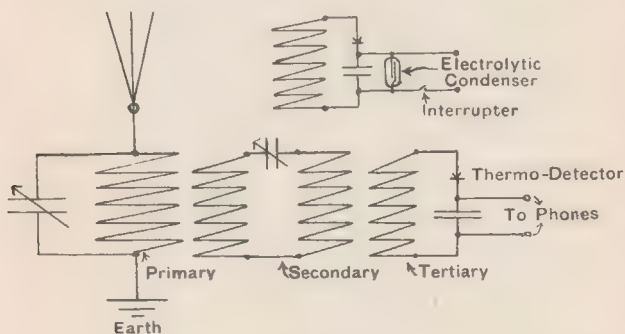 Electrolytic
Condenser
Interrupter
Thermo-Detector
To Phones
Primary
Secondary
Tertiary
Earth